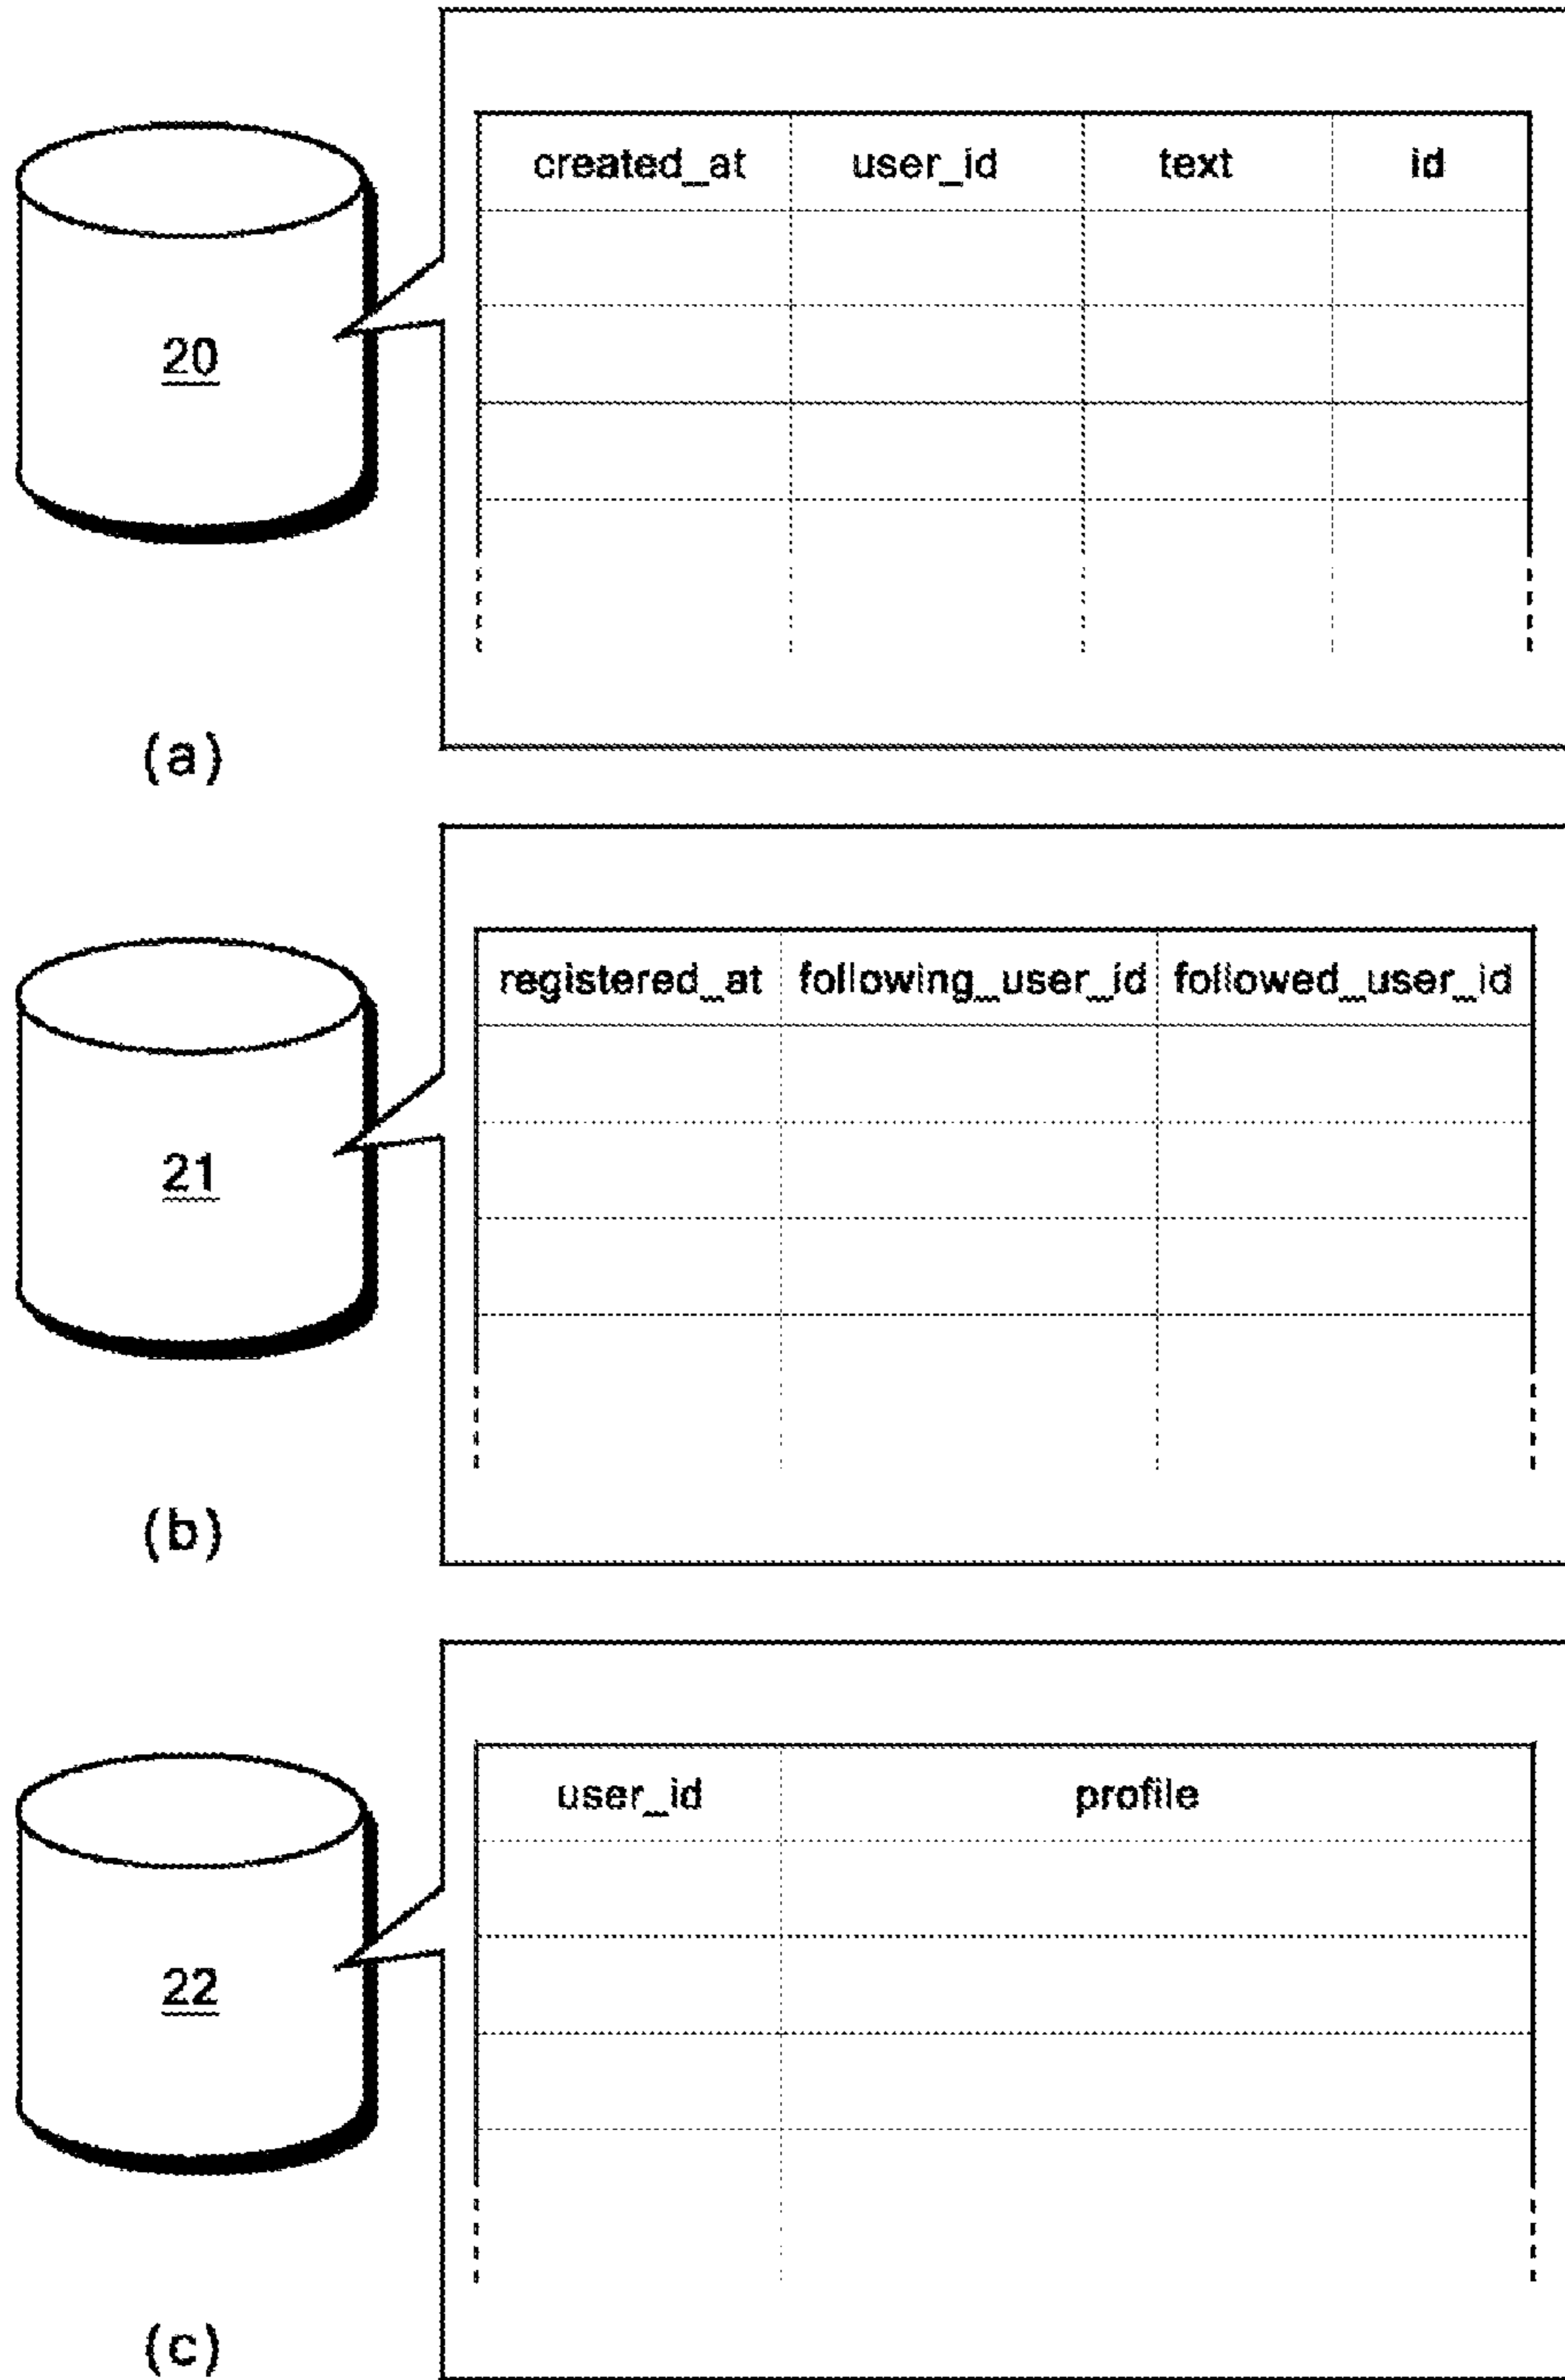 created_at user_id text id
20
(a)
registered_at following_user_id followed_user_id
21
(b)
user_id profile
22
(c)